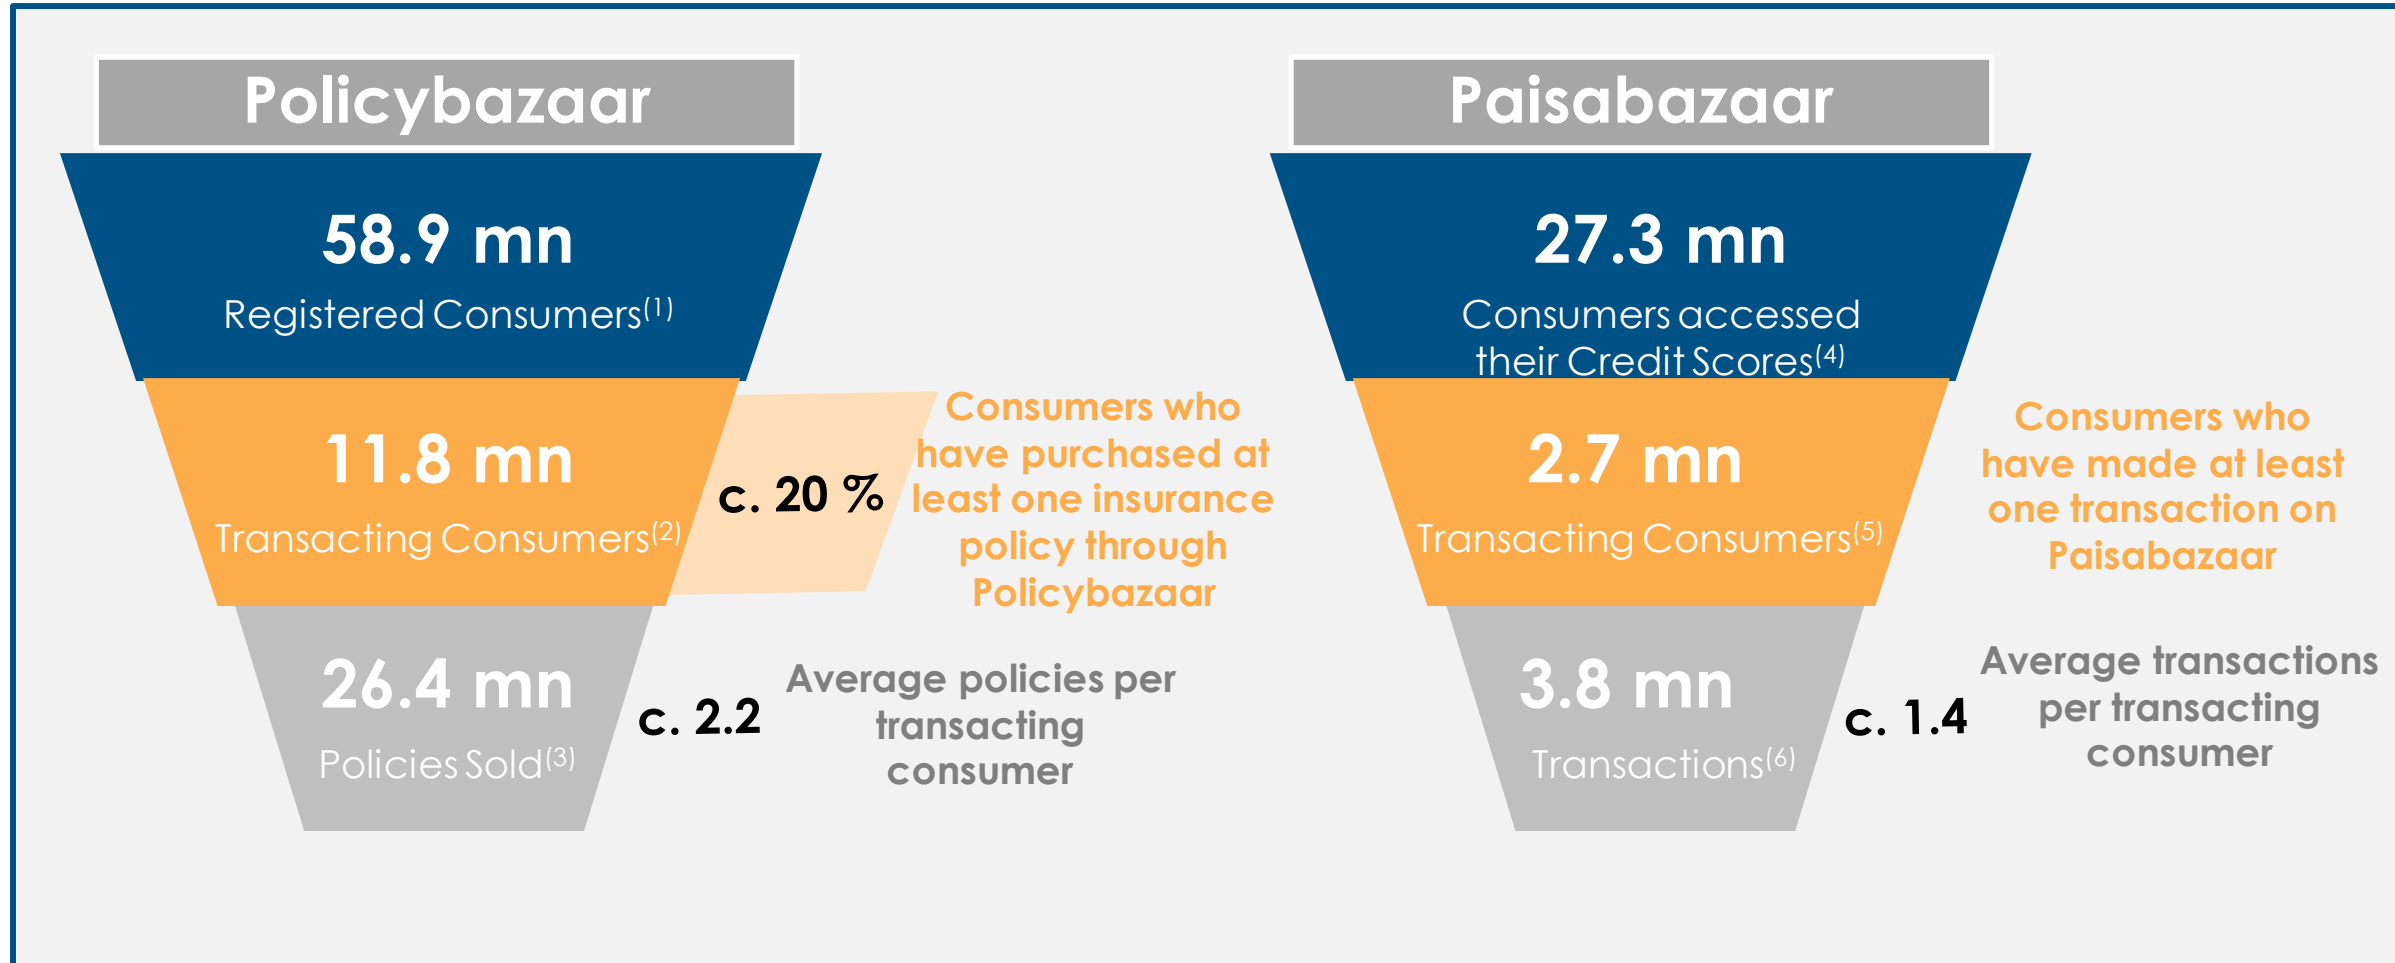 Policybazaar
58.9 mn
Registered Consumers(1)
11.8 mn
Transacting Consumers(2)
c. 20 %
Consumers who
have purchased at
least one insurance
policy through
Policybazaar
26.4 mn
Policies Sold(3)
c. 2.2
Average policies per
transacting
consumer
Paisabazaar
27.3 mn
Consumers accessed
their Credit Scores(4)
2.7 mn
Transacting Consumers(5)
Consumers who
have made at least
one transaction on
Paisabazaar
3.8 mn
Transactions(6)
c. 1.4
Average transactions
per transacting
consumer